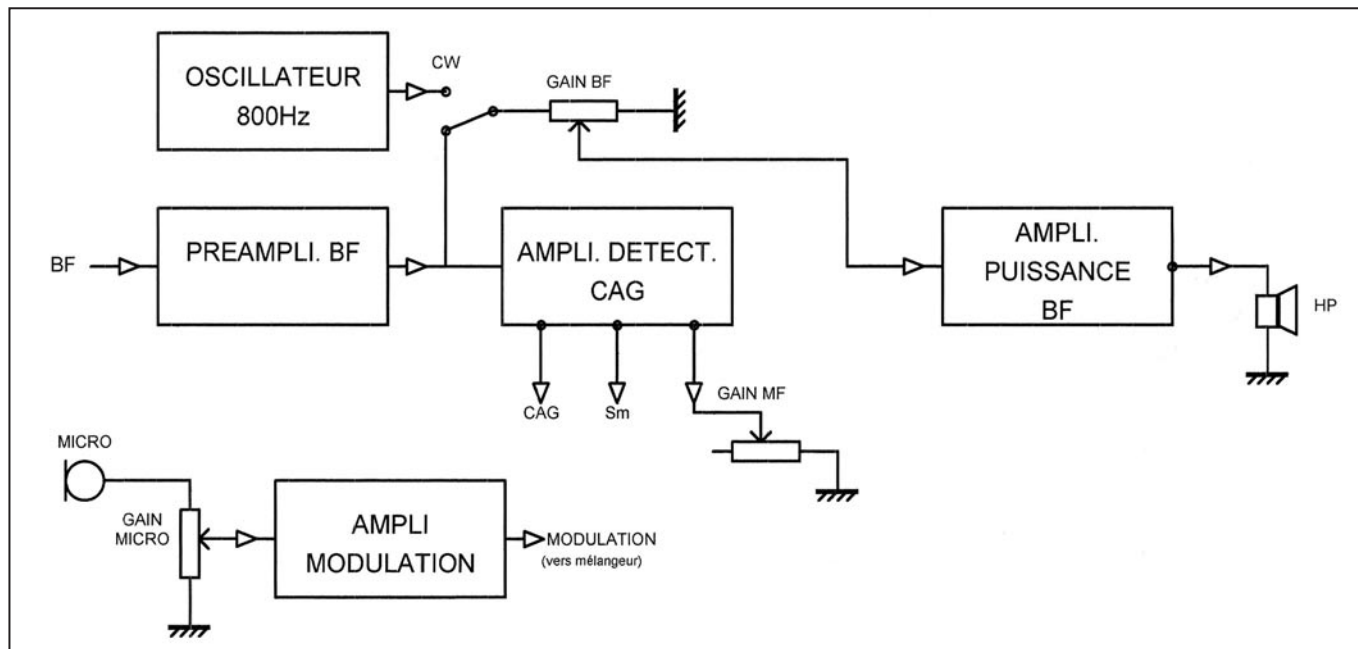 OSCILLATEUR
800Hz
CW
GAIN BF
BF
PREAMPLI. BF
AMPLI. DETECT.
CAG
AMPLI.
PUISSANCE
BF
HP
CAG
Sm
GAIN MF
MICRO
GAIN
MICRO
AMPLI
MODULATION
MODULATION
(vers mélangeur)